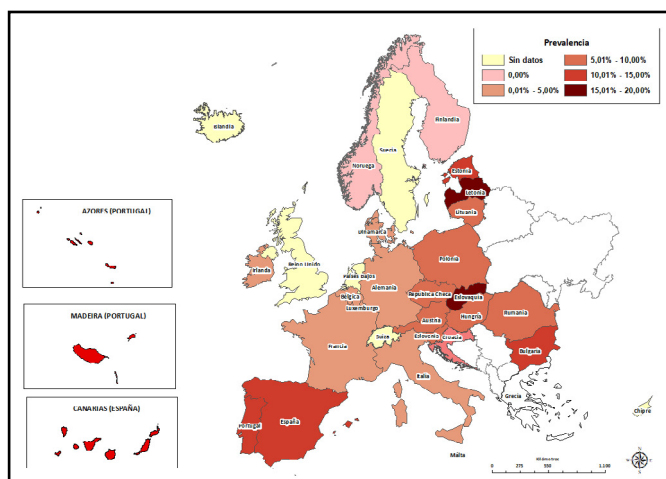 Prevalencia
Sin datos
0,00%
0,01% - 5,00%
5,01% - 10,00%
10,01% - 15,00%
15,01% - 20,00%
Islandia
Suecia
Finlandia
Noruega
Estonia
Letonia
Lituania
Dinamarca
Irlanda
Reino Unido
Países Bajos
Polonia
Alemania
Bélgica
Luxemburgo
República Checa
Eslovaquia
Austria
Hungría
Rumania
Francia
Suiza
Eslovenia
Croacia
Bulgaria
Italia
Portugal
España
Grecia
Chipre
Malta
AZORES (PORTUGAL)
MADEIRA (PORTUGAL)
CANARIAS (ESPAÑA)
0 275 550 1.100